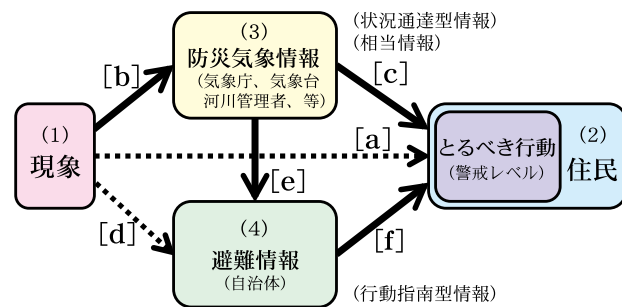 (3)
防災気象情報
(気象庁、気象台
河川管理者、等)
(状況通達型情報)
(相当情報)
[b]
[c]
(1)
現象
[a]
とるべき行動
(警戒レベル)
(2)
住民
[e]
[d]
(4)
避難情報
(自治体)
[f]
(行動指南型情報)